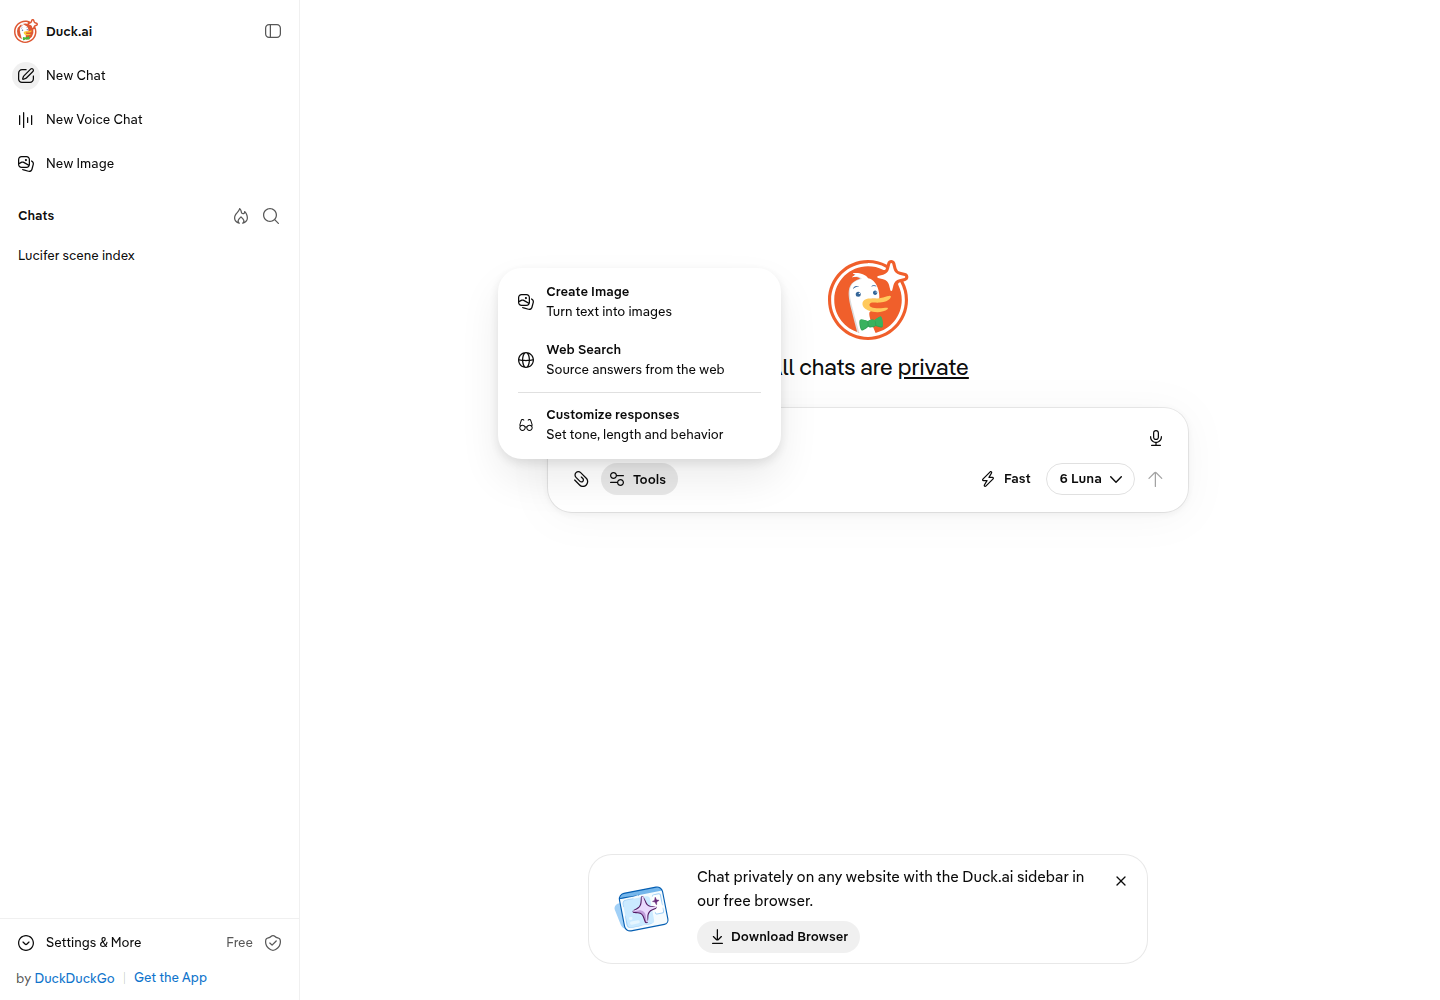 Duck.ai
New Chat
New Voice Chat
New Image
Chats
Lucifer scene index
Create Image
Turn text into images
Web Search
Source answers from the web
Customize responses
Set tone, length and behavior
ll chats are private
Tools
Fast
6 Luna
Chat privately on any website with the Duck.ai sidebar in
our free browser.
Download Browser
Settings & More
Free
by DuckDuckGo
Get the App